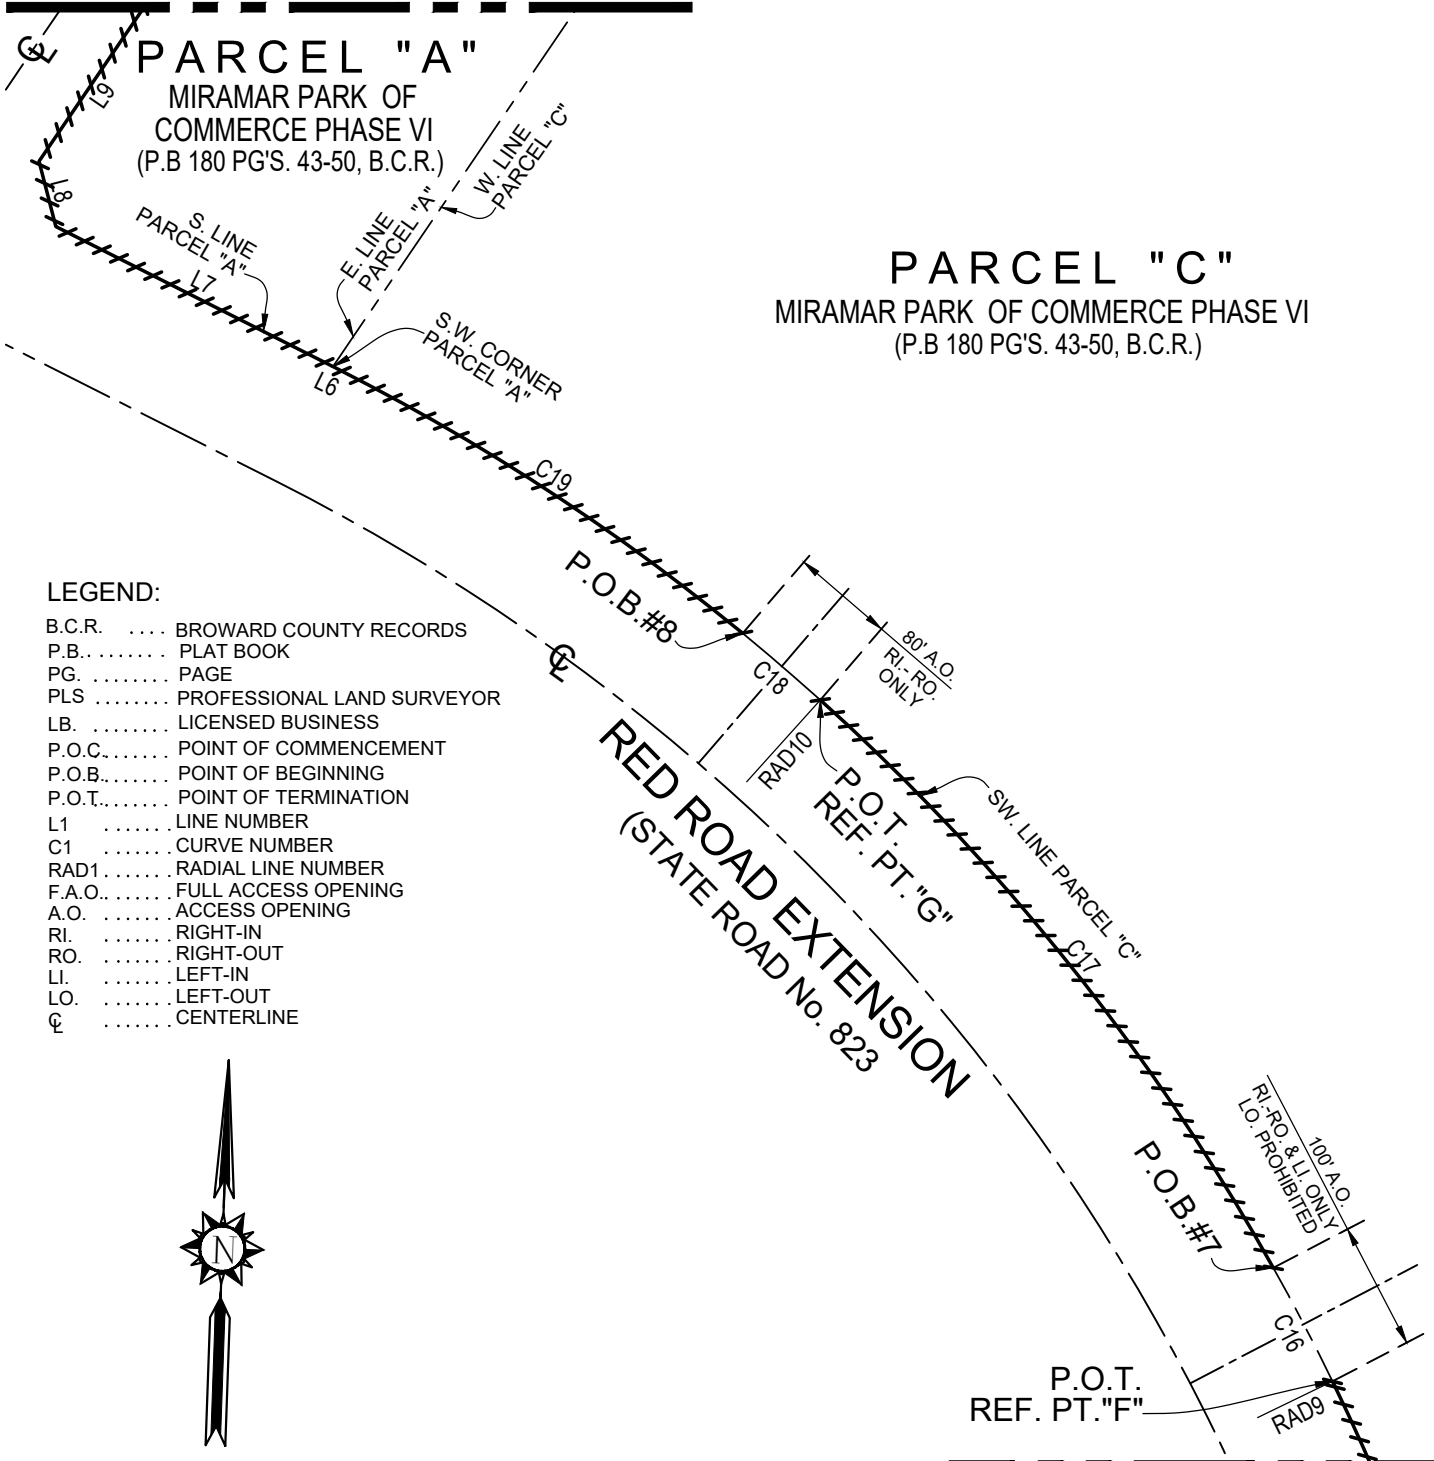 ℄
PARCEL "A"
MIRAMAR PARK OF
COMMERCE PHASE VI
(P.B 180 PG'S. 43-50, B.C.R.)
L9
L8
S. LINE
PARCEL "A"
L7
E. LINE
PARCEL "A"
W. LINE
PARCEL "C"
S.W. CORNER
PARCEL "A"
L6
PARCEL "C"
MIRAMAR PARK OF COMMERCE PHASE VI
(P.B 180 PG'S. 43-50, B.C.R.)
C19
P.O.B.#8
℄
C18
80' A.O.
RI.- RO.
ONLY
RAD10
P.O.T.
REF. PT."G"
SW. LINE PARCEL "C"
C17
RED ROAD EXTENSION
(STATE ROAD No. 823
LEGEND:
B.C.R. .... BROWARD COUNTY RECORDS
P.B......... PLAT BOOK
PG. ........ PAGE
PLS ........ PROFESSIONAL LAND SURVEYOR
LB. ........ LICENSED BUSINESS
P.O.C........ POINT OF COMMENCEMENT
P.O.B........ POINT OF BEGINNING
P.O.T........ POINT OF TERMINATION
L1 ....... LINE NUMBER
C1 ....... CURVE NUMBER
RAD1 ....... RADIAL LINE NUMBER
F.A.O........ FULL ACCESS OPENING
A.O. ....... ACCESS OPENING
RI. ....... RIGHT-IN
RO. ....... RIGHT-OUT
LI. ....... LEFT-IN
LO. ....... LEFT-OUT
℄ ....... CENTERLINE
N
P.O.B.#7
100' A.O.
RI.-RO. & LI. ONLY
LO. PROHIBITED
C16
P.O.T.
REF. PT."F"
RAD9